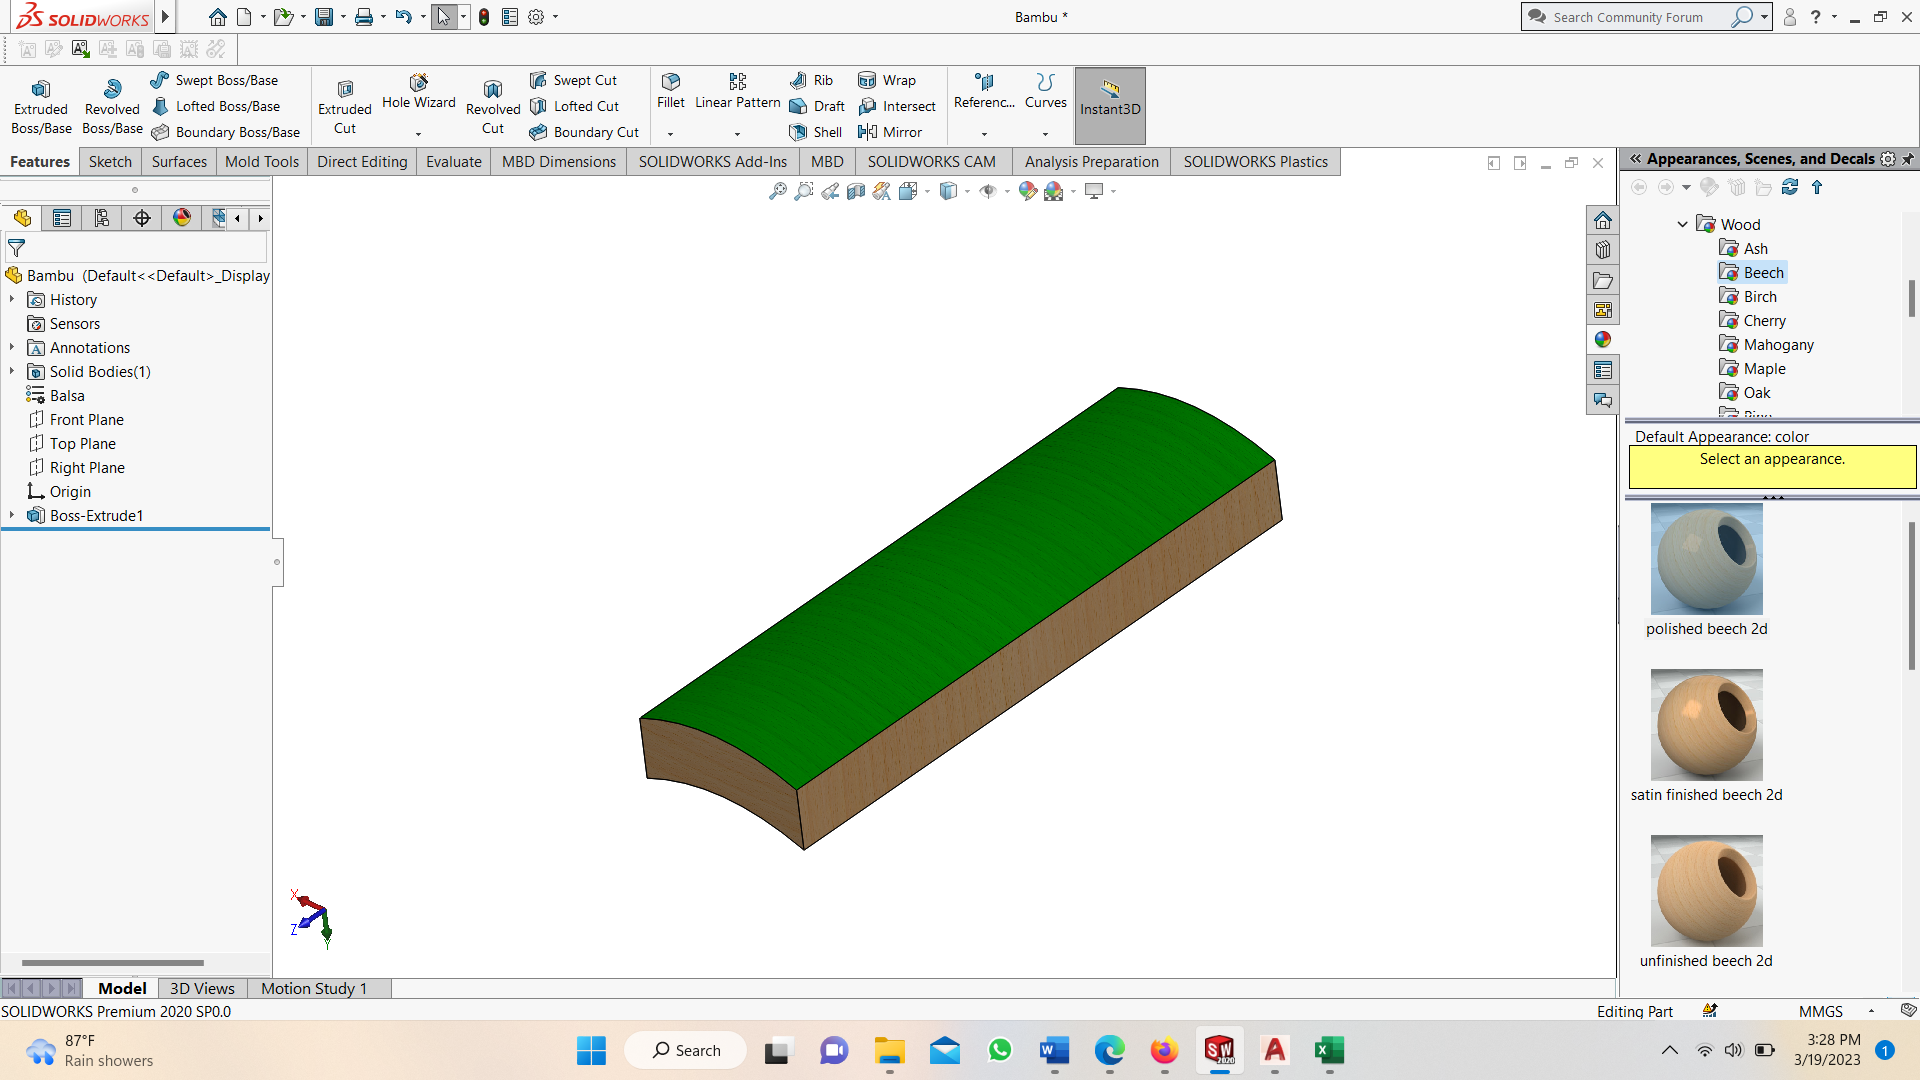 SOLIDWORKS
Bambu *
Search Community Forum
Extruded Boss/Base
Revolved Boss/Base
Swept Boss/Base
Lofted Boss/Base
Boundary Boss/Base
Extruded Cut
Hole Wizard
Revolved Cut
Swept Cut
Lofted Cut
Boundary Cut
Fillet
Linear Pattern
Rib
Draft
Shell
Wrap
Intersect
Mirror
Referenc...
Curves
Instant3D
Features
Sketch
Surfaces
Mold Tools
Direct Editing
Evaluate
MBD Dimensions
SOLIDWORKS Add-Ins
MBD
SOLIDWORKS CAM
Analysis Preparation
SOLIDWORKS Plastics
Appearances, Scenes, and Decals
Bambu (Default<<Default>_Display
History
Sensors
Annotations
Solid Bodies(1)
Balsa
Front Plane
Top Plane
Right Plane
Origin
Boss-Extrude1
Wood
Ash
Beech
Birch
Cherry
Mahogany
Maple
Oak
Default Appearance: color
Select an appearance.
polished beech 2d
satin finished beech 2d
unfinished beech 2d
X
Z
Y
Model
3D Views
Motion Study 1
SOLIDWORKS Premium 2020 SP0.0
Editing Part
MMGS
87°F
Rain showers
Search
3:28 PM
3/19/2023
1